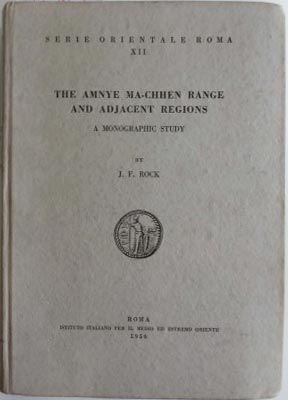 SERIE ORIENTALE ROMA
XII
THE AMNYE MA-CHHEN RANGE
AND ADJACENT REGIONS
A MONOGRAPHIC STUDY
BY
J. F. ROCK
ROMA
ISTITUTO ITALIANO PER IL MEDIO ED ESTREMO ORIENTE
1956